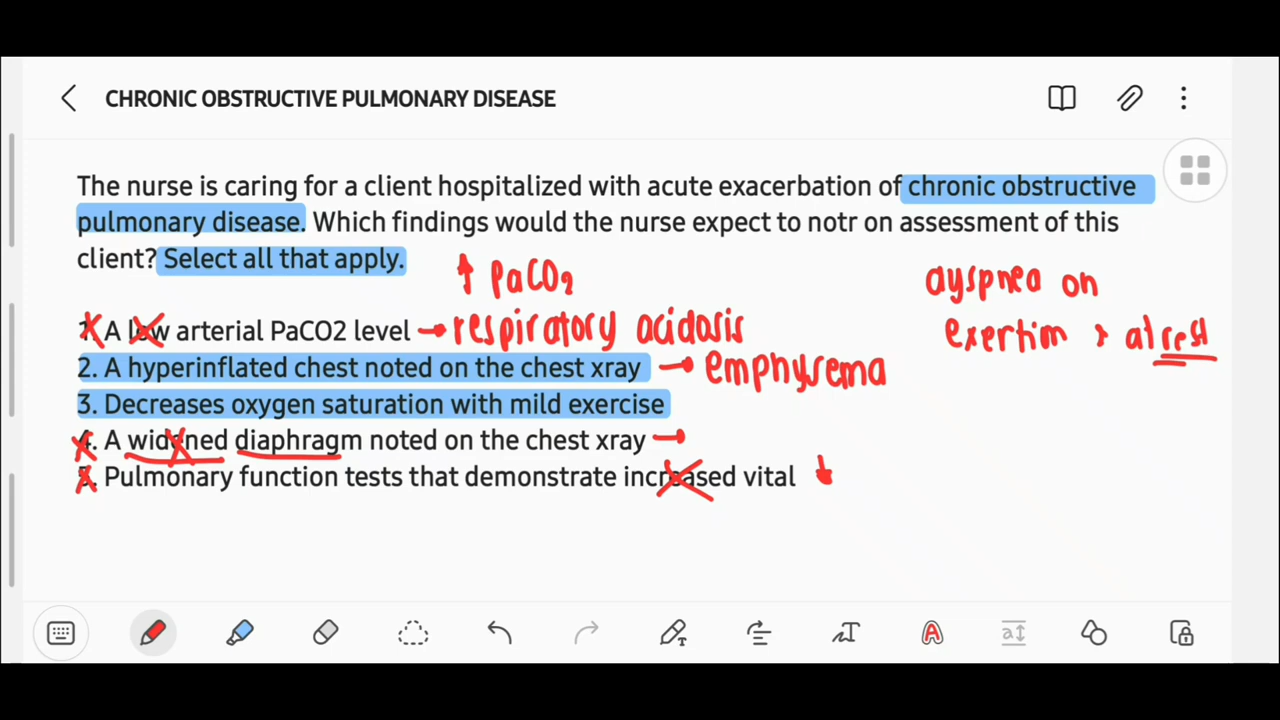 CHRONIC OBSTRUCTIVE PULMONARY DISEASE
The nurse is caring for a client hospitalized with acute exacerbation of chronic obstructive
pulmonary disease. Which findings would the nurse expect to notr on assessment of this
client? Select all that apply.
↑ PaCO2
dyspnea on
exertion > at rest
1. A low arterial PaCO2 level → respiratory acidosis
2. A hyperinflated chest noted on the chest xray → emphysema
3. Decreases oxygen saturation with mild exercise
4. A widened diaphragm noted on the chest xray →
5. Pulmonary function tests that demonstrate increased vital ↓